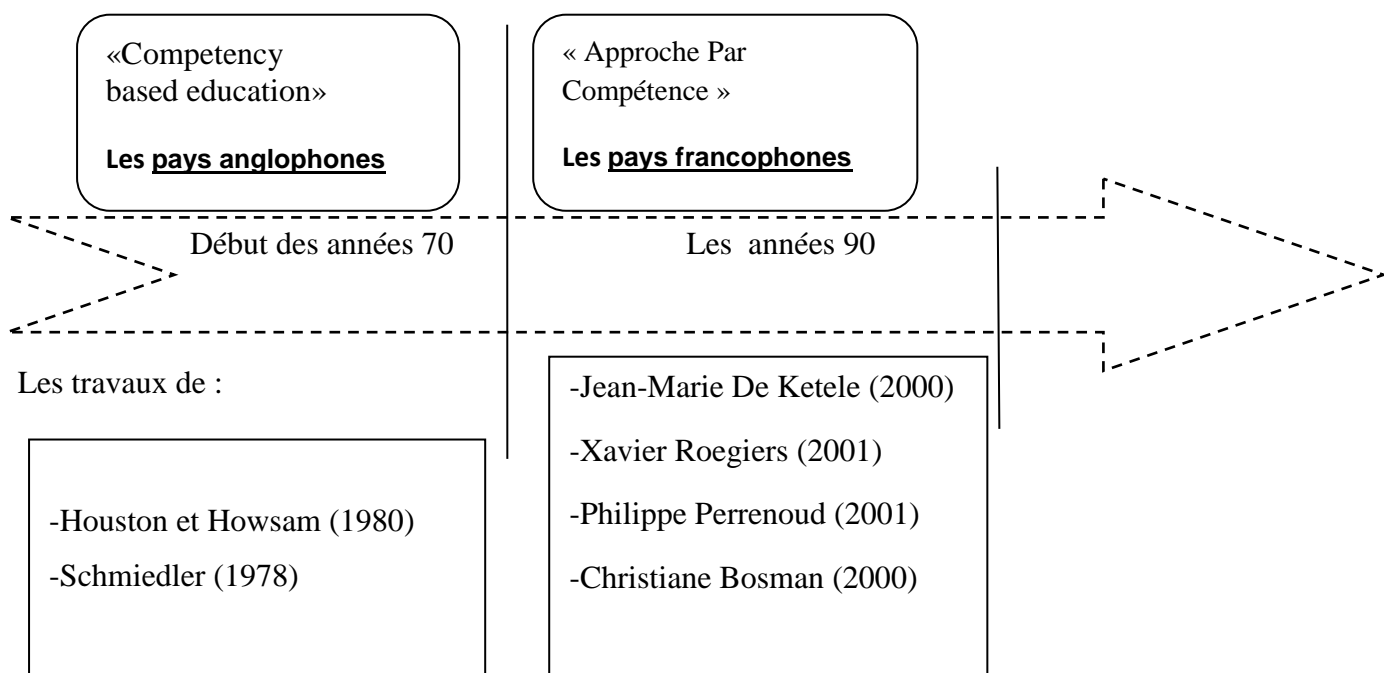 «Competency
based education»
Les pays anglophones
« Approche Par
Compétence »
Les pays francophones
Début des années 70
Les années 90
Les travaux de :
-Houston et Howsam (1980)
-Schmiedler (1978)
-Jean-Marie De Ketele (2000)
-Xavier Roegiers (2001)
-Philippe Perrenoud (2001)
-Christiane Bosman (2000)